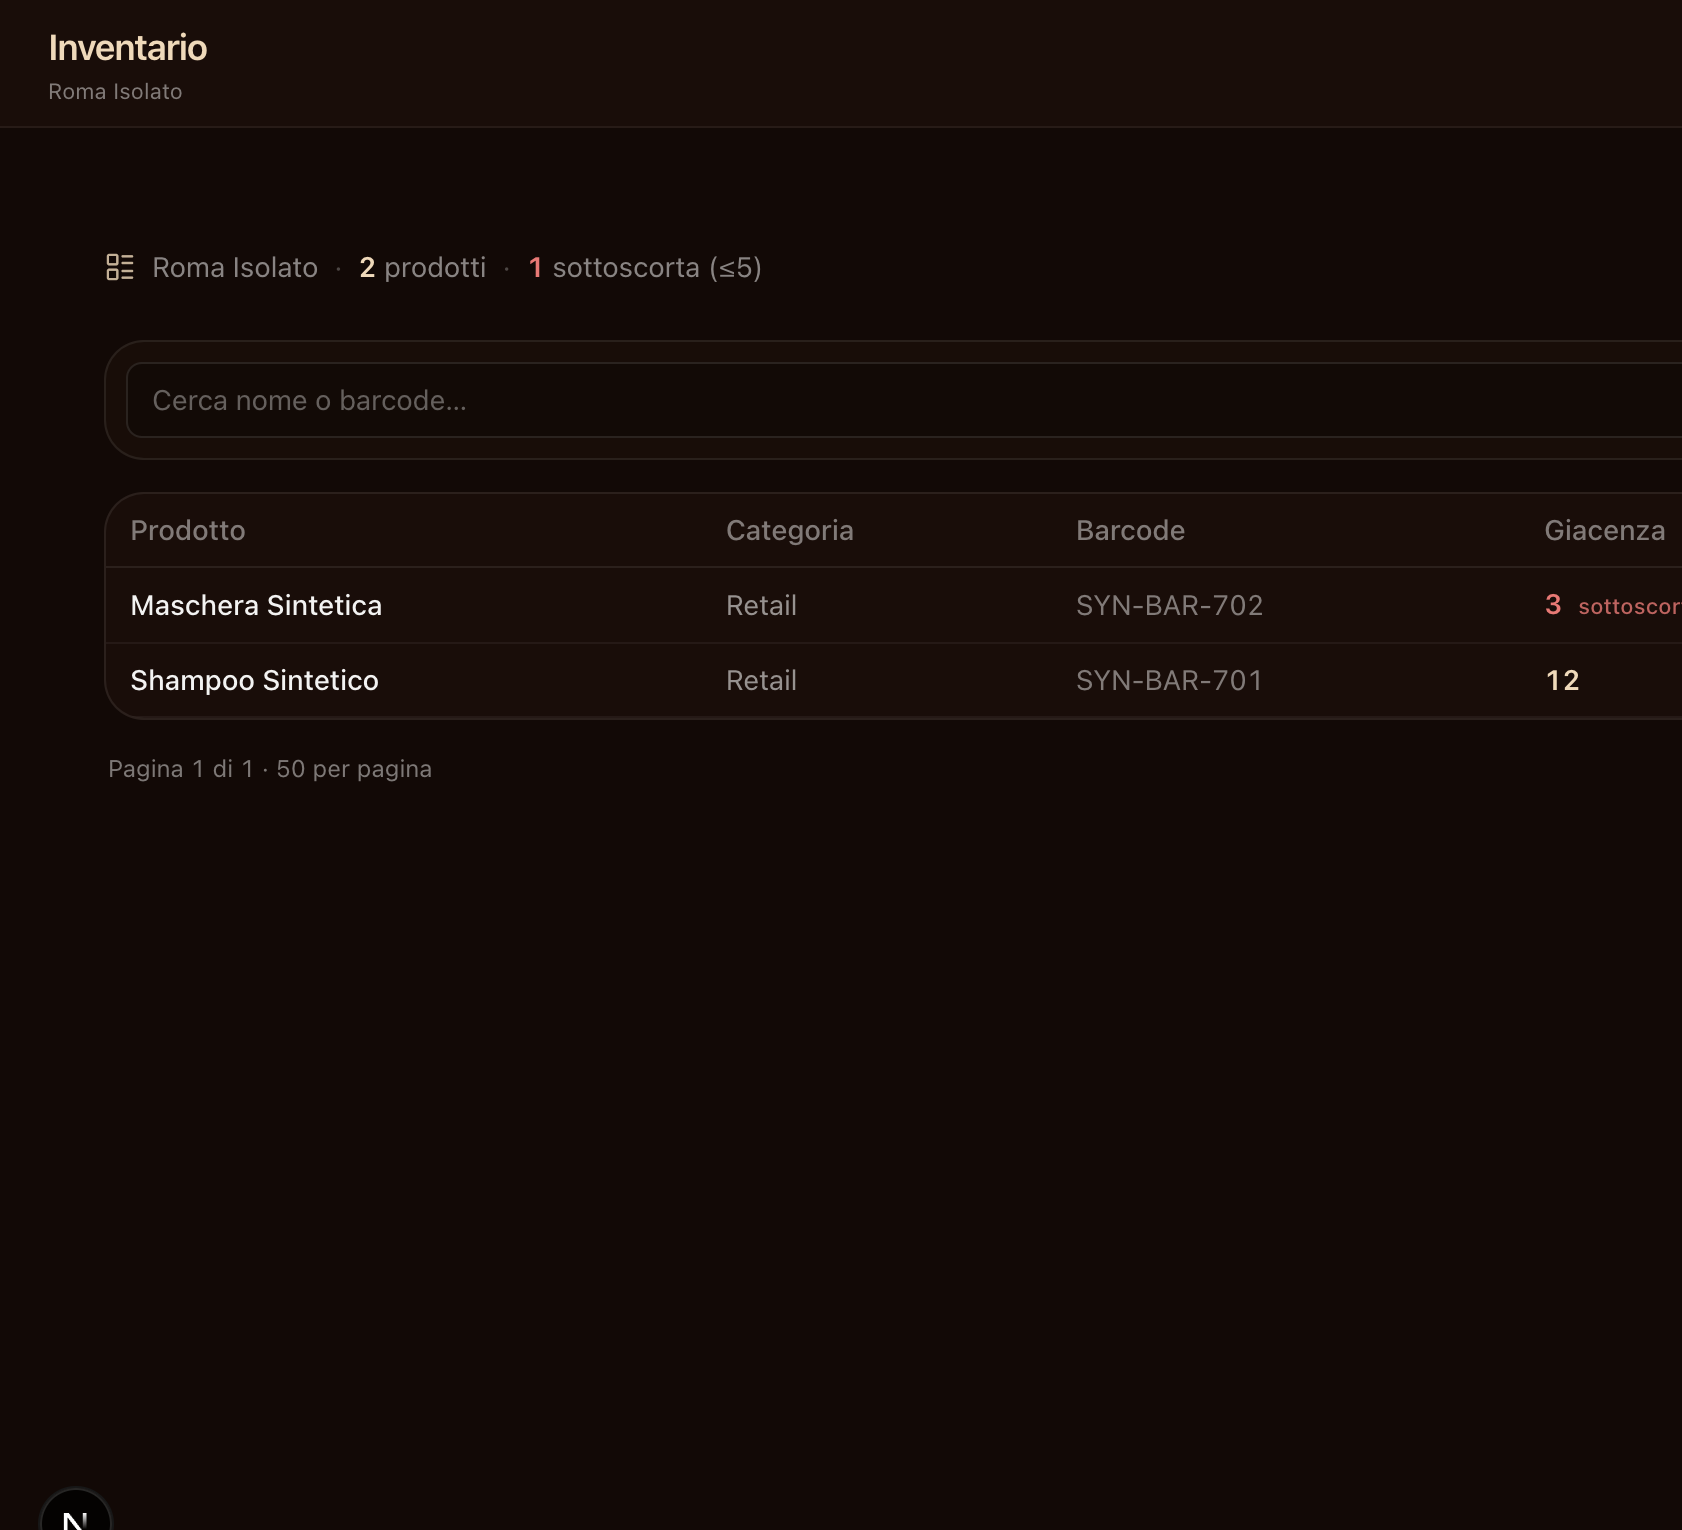 Inventario
Roma Isolato
Roma Isolato · 2 prodotti · 1 sottoscorta (≤5)
Cerca nome o barcode...
Prodotto Categoria Barcode Giacenza
Maschera Sintetica Retail SYN-BAR-702 3
Shampoo Sintetico Retail SYN-BAR-701 12
Pagina 1 di 1 · 50 per pagina
N